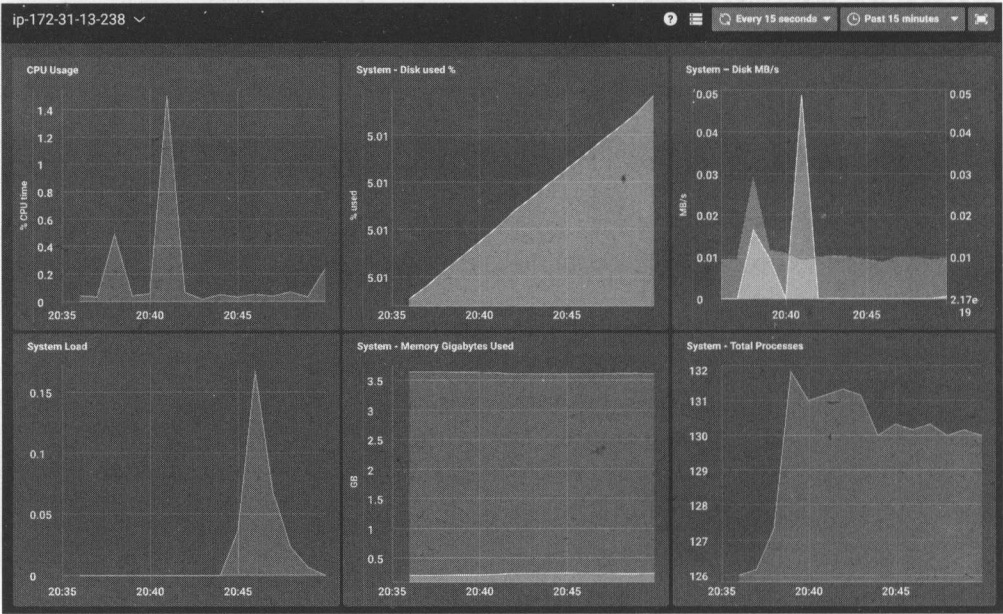 ip-172-31-13-238
? Every 15 seconds Past 15 minutes
CPU Usage
% CPU time
1.4
1.2
1
0.8
0.6
0.4
0.2
0
20:35 20:40 20:45
System - Disk used %
% used
5.01
5.01
5.01
5.01
20:35 20:40 20:45
System – Disk MB/s
MB/s
0.05 0.05
0.04 0.04
0.03 0.03
0.02 0.02
0.01 0.01
0 2.17e
19
20:40 20:45
System Load
0.15
0.1
0.05
0
20:35 20:40 20:45
System - Memory Gigabytes Used
GB
3.5
3
2.5
2
1.5
1
0.5
20:35 20:40 20:45
System - Total Processes
132
131
130
129
128
127
126
20:35 20:40 20:45